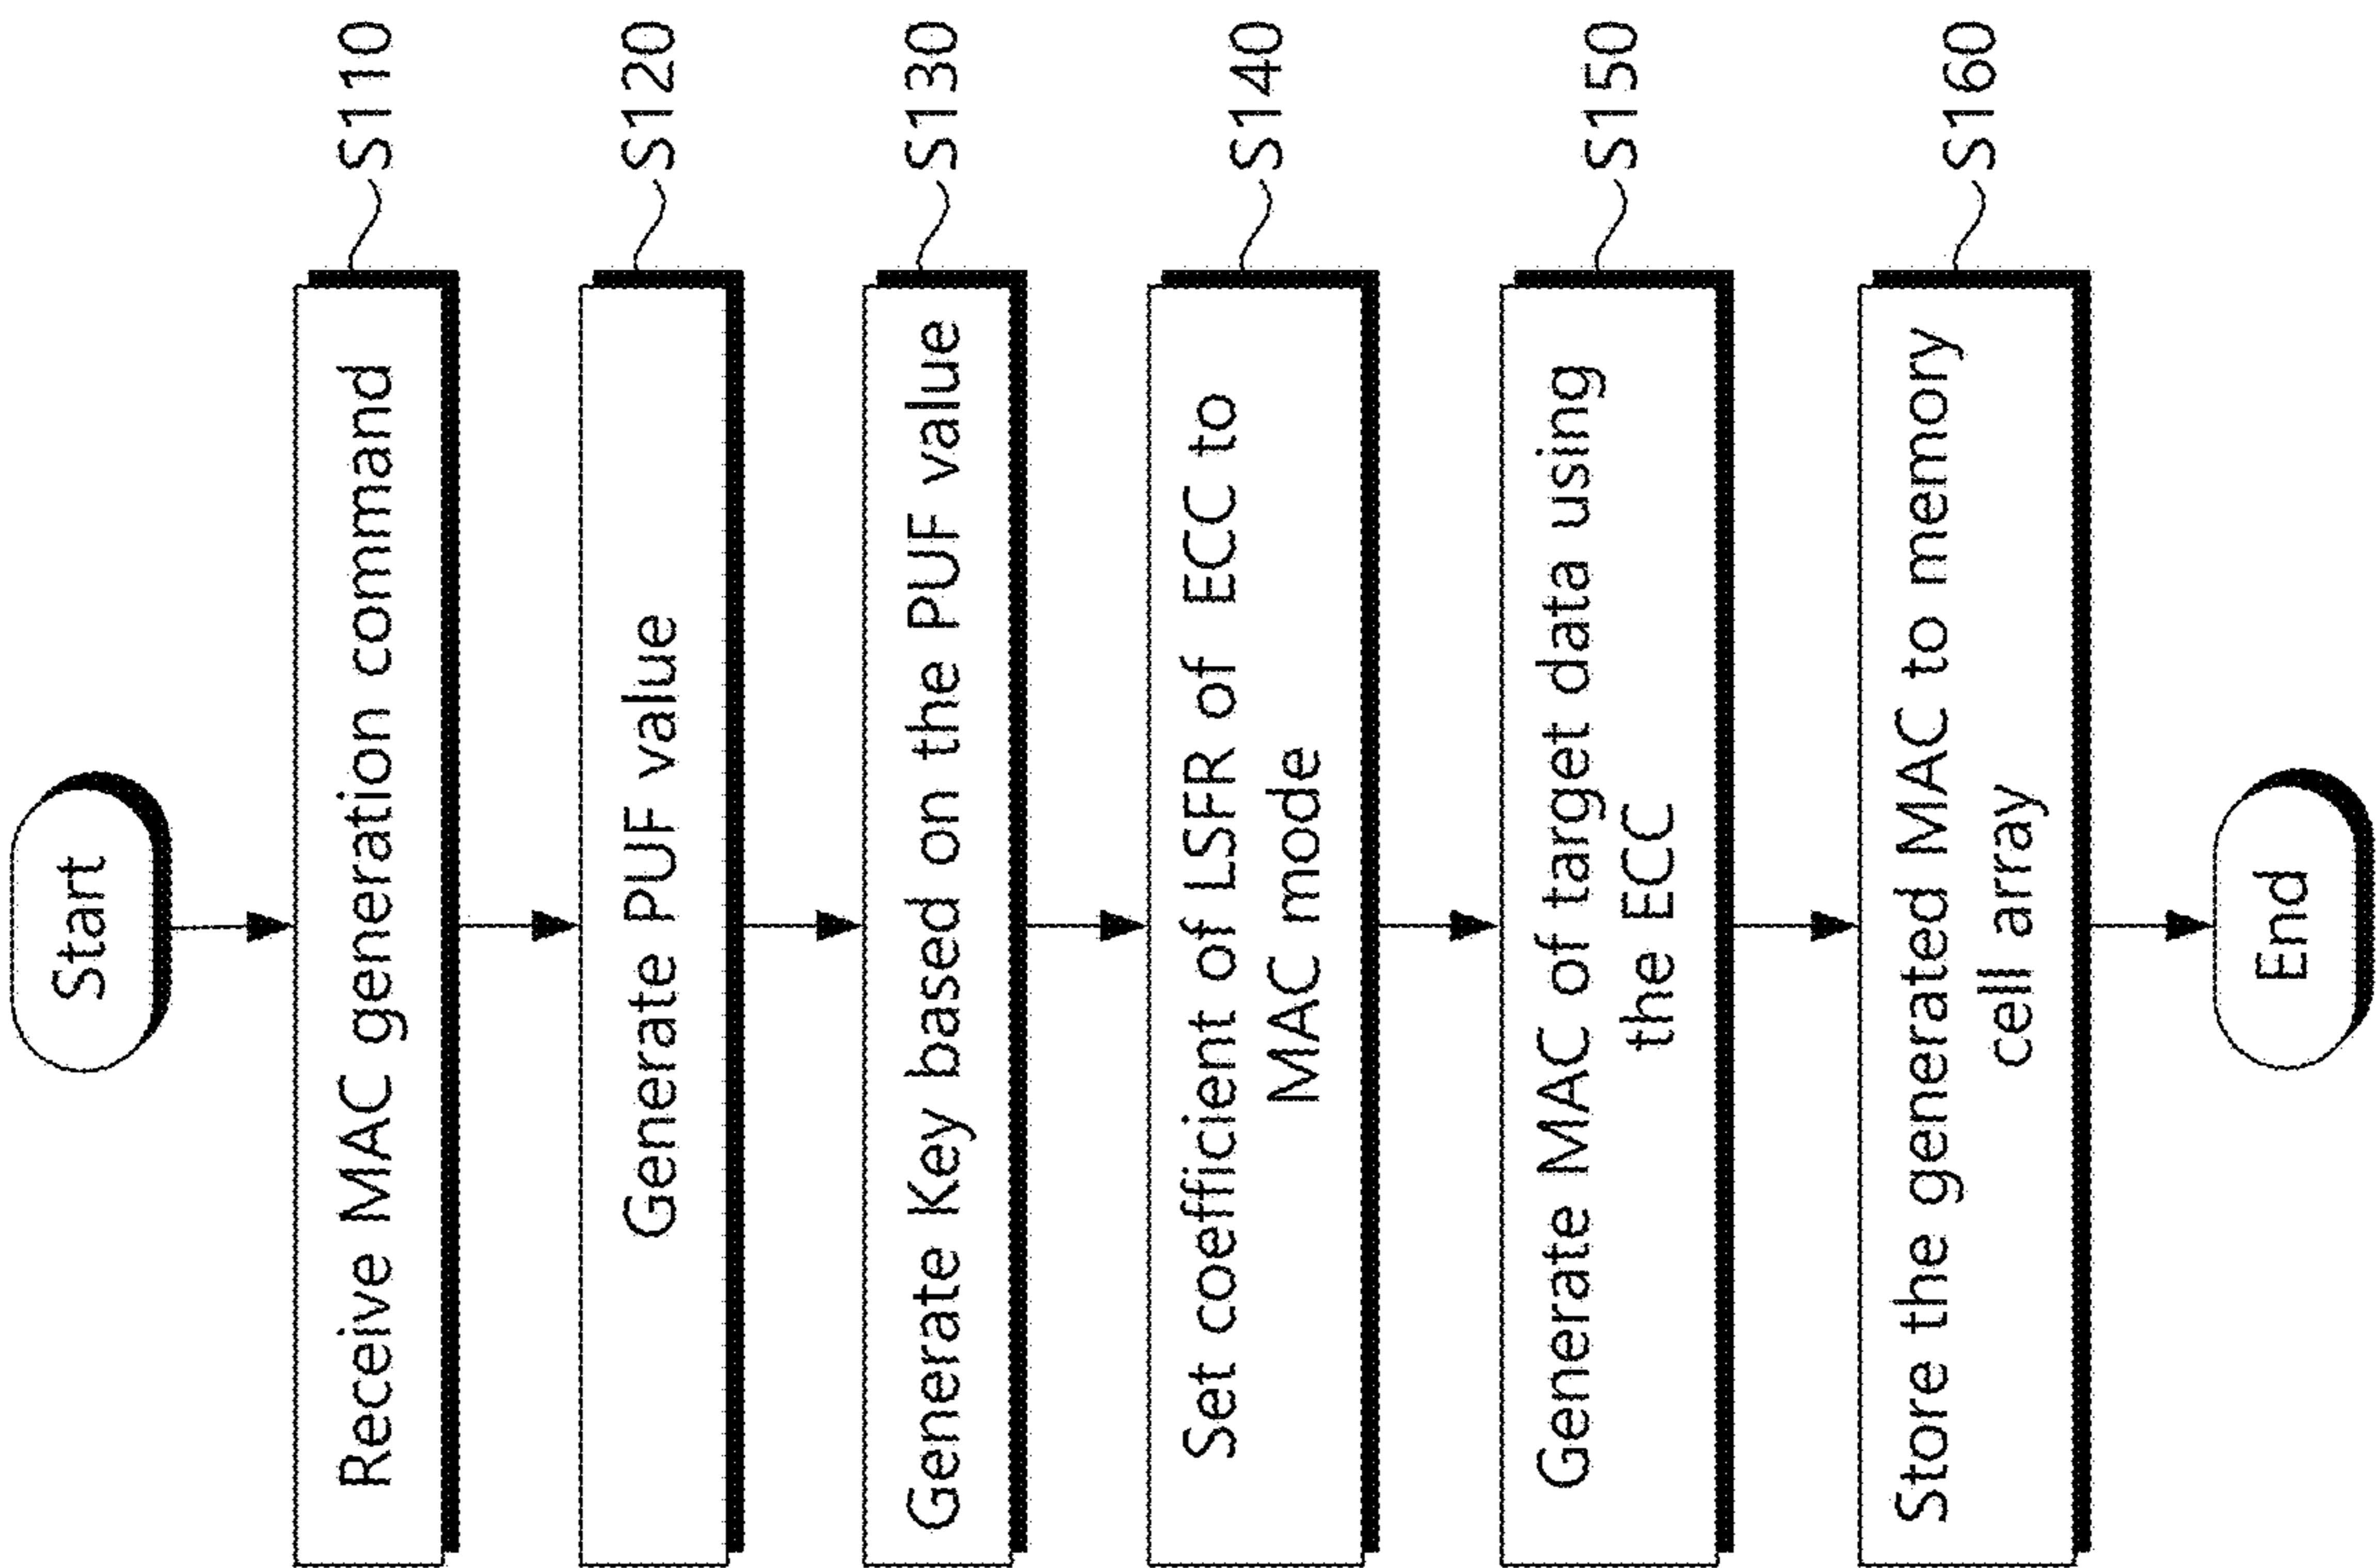 Start
Receive MAC generation command
S110
Generate PUF value
S120
Generate Key based on the PUF value
S130
Set coefficient of LSFR of ECC to
MAC mode
S140
Generate MAC of target data using
the ECC
S150
Store the generated MAC to memory
cell array
S160
End